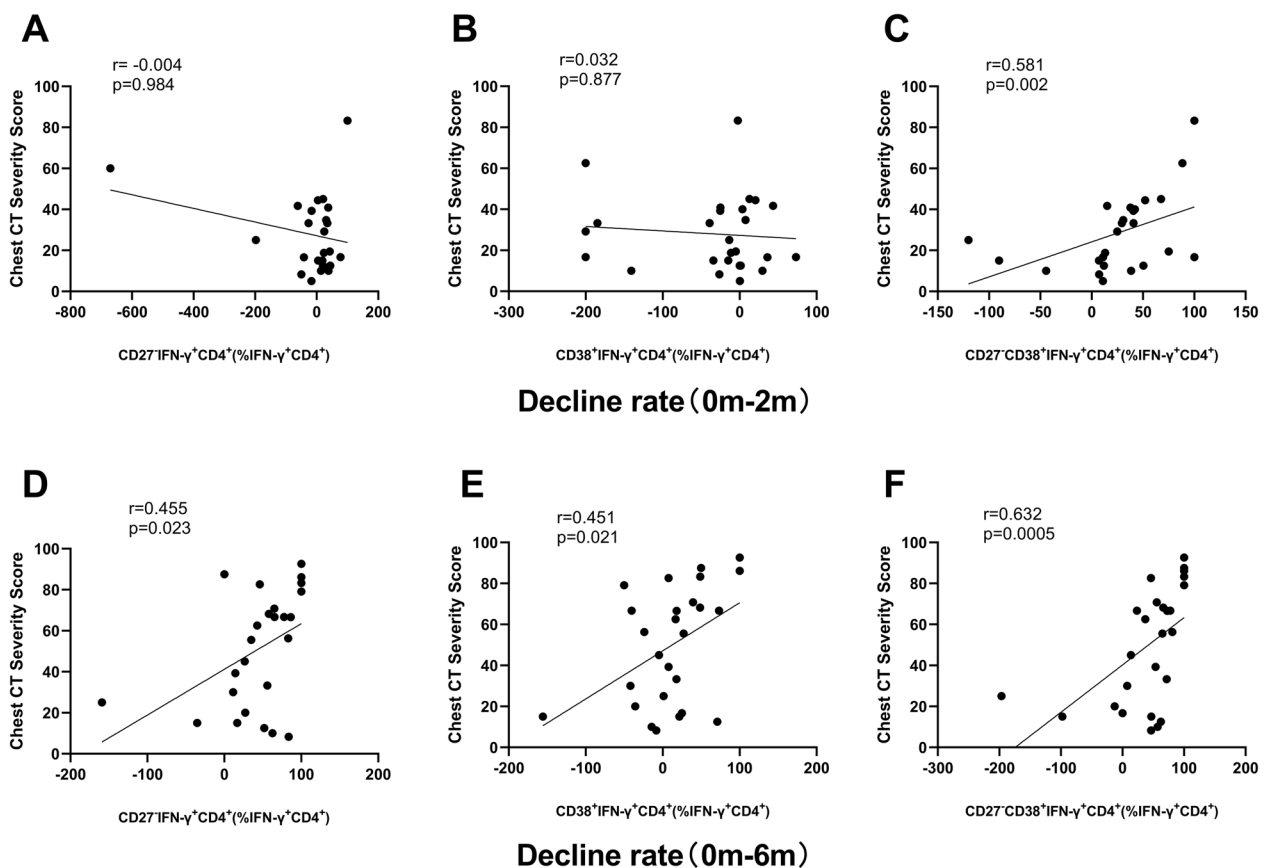 A
r= -0.004
p=0.984
Chest CT Severity Score
100
80
60
40
20
0
-800 -600 -400 -200 0 200
CD27⁻IFN-γ⁺CD4⁺(%IFN-γ⁺CD4⁺)
B
r=0.032
p=0.877
Chest CT Severity Score
100
80
60
40
20
0
-300 -200 -100 0 100
CD38⁺IFN-γ⁺CD4⁺(%IFN-γ⁺CD4⁺)
C
r=0.581
p=0.002
Chest CT Severity Score
100
80
60
40
20
0
-150 -100 -50 0 50 100 150
CD27⁻CD38⁺IFN-γ⁺CD4⁺(%IFN-γ⁺CD4⁺)
Decline rate（0m-2m）
D
r=0.455
p=0.023
Chest CT Severity Score
100
80
60
40
20
0
-200 -100 0 100 200
CD27⁻IFN-γ⁺CD4⁺(%IFN-γ⁺CD4⁺)
E
r=0.451
p=0.021
Chest CT Severity Score
100
80
60
40
20
0
-200 -100 0 100 200
CD38⁺IFN-γ⁺CD4⁺(%IFN-γ⁺CD4⁺)
F
r=0.632
p=0.0005
Chest CT Severity Score
100
80
60
40
20
0
-300 -200 -100 0 100 200
CD27⁻CD38⁺IFN-γ⁺CD4⁺(%IFN-γ⁺CD4⁺)
Decline rate（0m-6m）